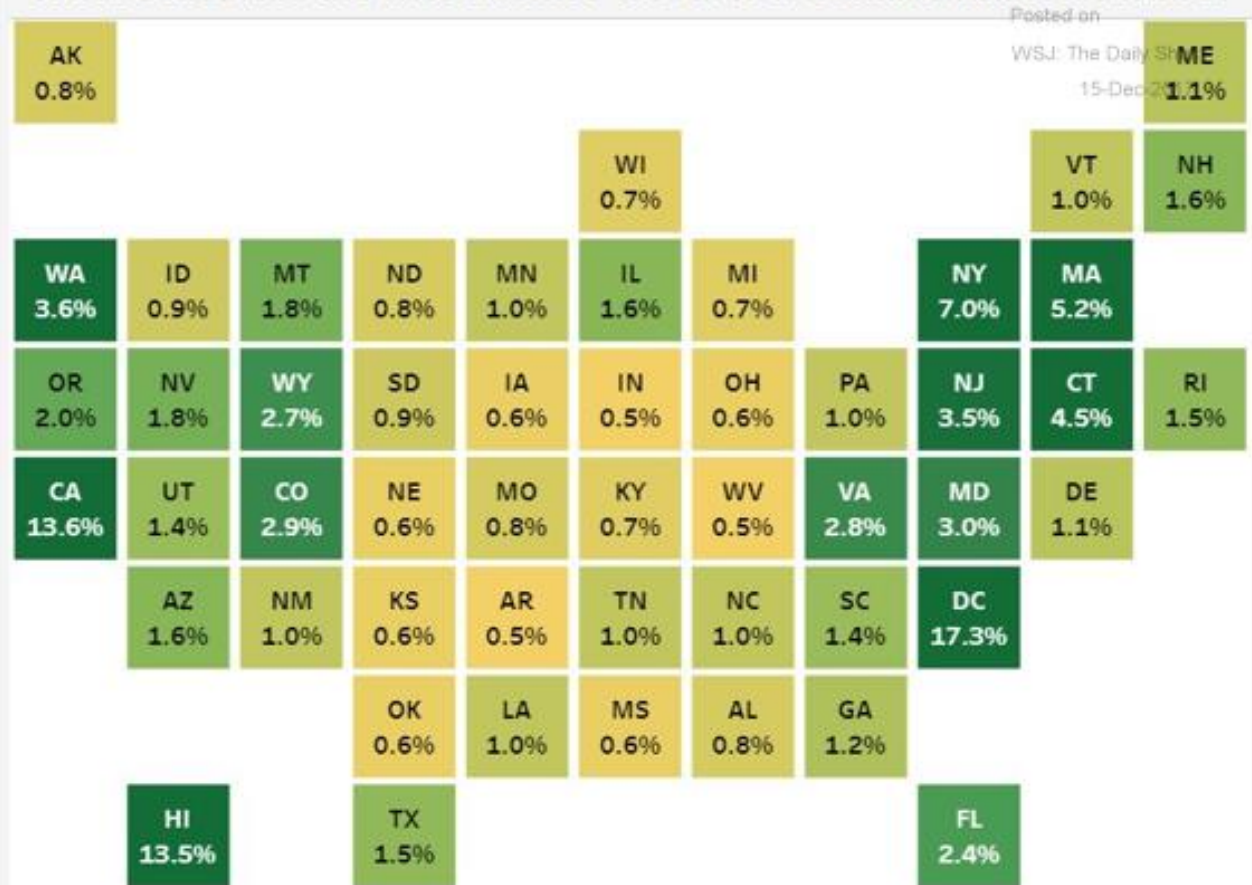 Posted on
WSJ: The Daily
15-Dec
AK
0.8%
ME
1.1%
WI
0.7%
VT
1.0%
NH
1.6%
WA
3.6%
ID
0.9%
MT
1.8%
ND
0.8%
MN
1.0%
IL
1.6%
MI
0.7%
NY
7.0%
MA
5.2%
OR
2.0%
NV
1.8%
WY
2.7%
SD
0.9%
IA
0.6%
IN
0.5%
OH
0.6%
PA
1.0%
NJ
3.5%
CT
4.5%
RI
1.5%
CA
13.6%
UT
1.4%
CO
2.9%
NE
0.6%
MO
0.8%
KY
0.7%
WV
0.5%
VA
2.8%
MD
3.0%
DE
1.1%
AZ
1.6%
NM
1.0%
KS
0.6%
AR
0.5%
TN
1.0%
NC
1.0%
SC
1.4%
DC
17.3%
OK
0.6%
LA
1.0%
MS
0.6%
AL
0.8%
GA
1.2%
HI
13.5%
TX
1.5%
FL
2.4%